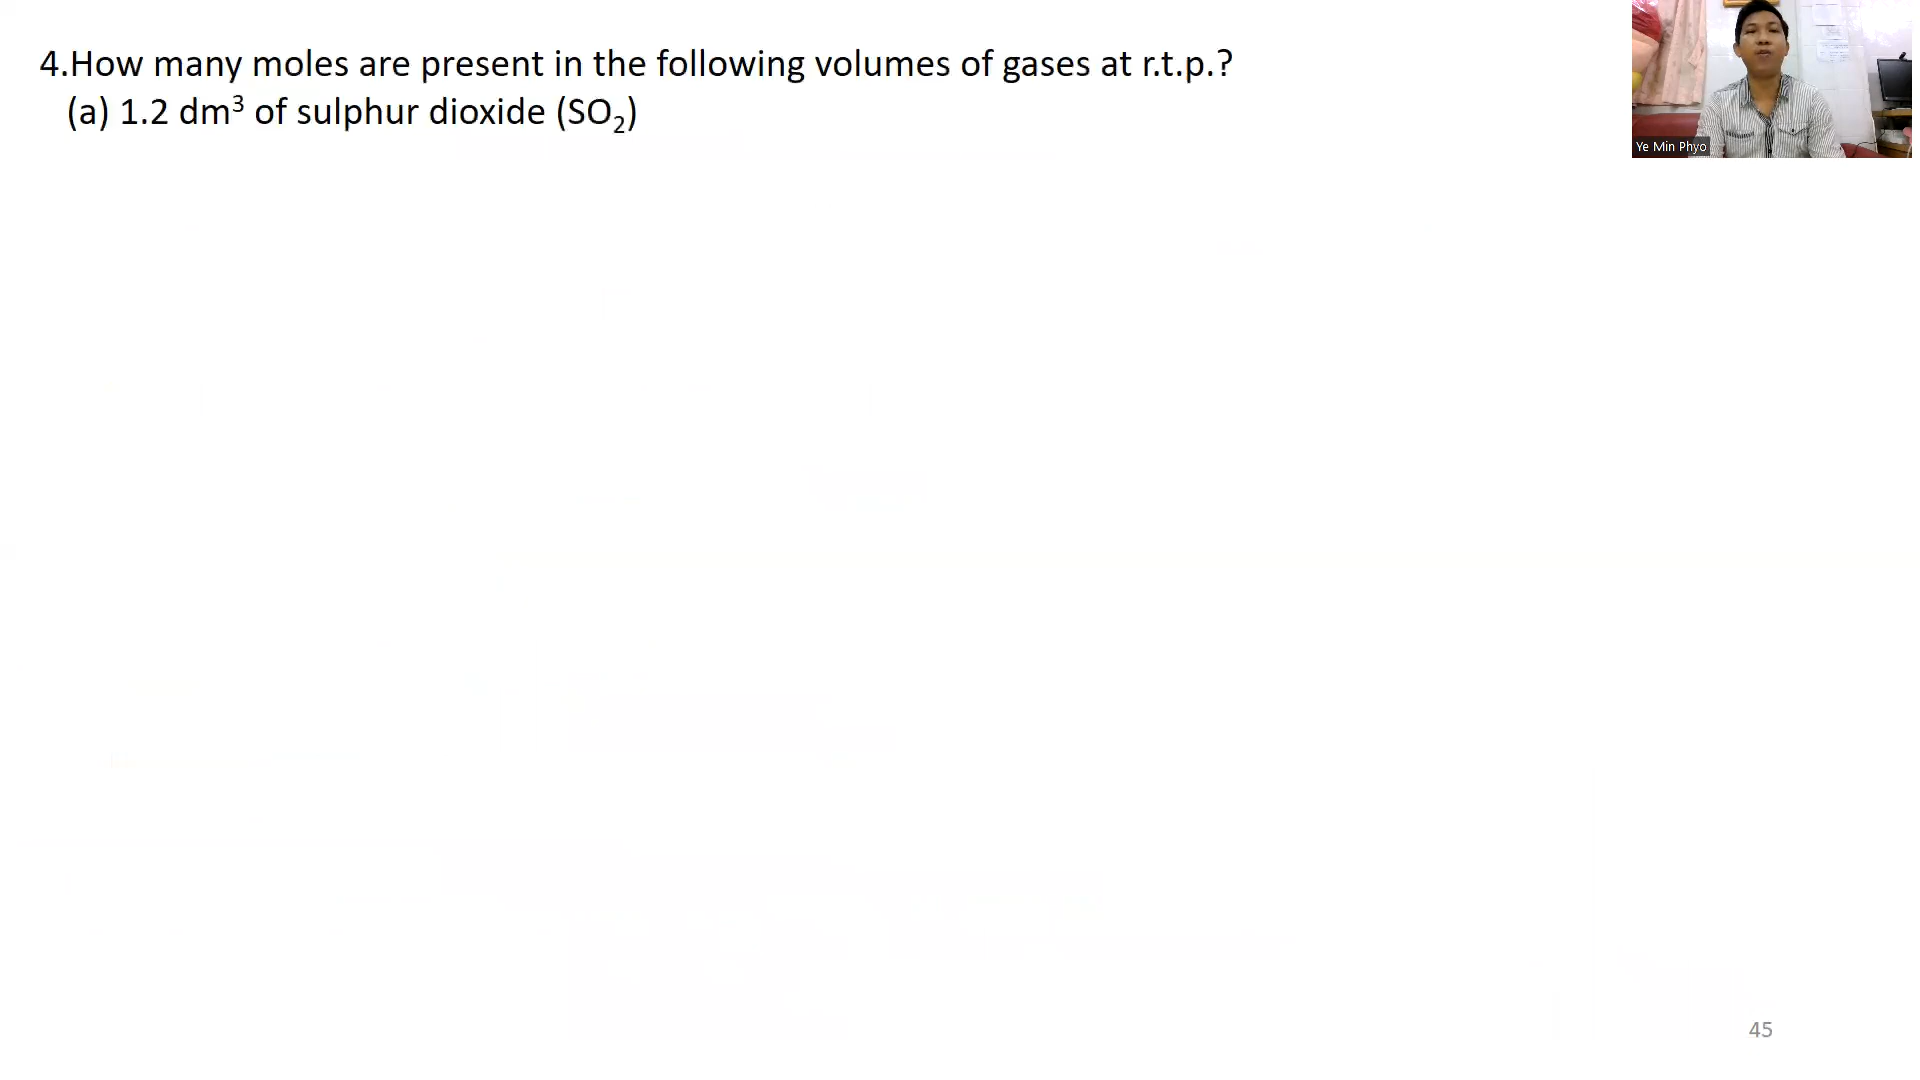 4.How many moles are present in the following volumes of gases at r.t.p.?
(a) 1.2 dm³ of sulphur dioxide (SO₂)
Ye Min Phyo
45